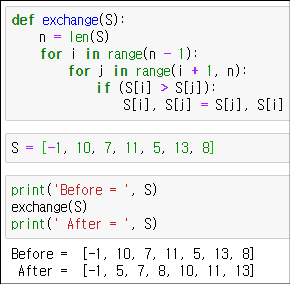 def exchange(S):
    n = len(S)
    for i in range(n - 1):
        for j in range(i + 1, n):
            if (S[i] > S[j]):
                S[i], S[j] = S[j], S[i]
S = [-1, 10, 7, 11, 5, 13, 8]
print('Before = ', S)
exchange(S)
print(' After = ', S)
Before =  [-1, 10, 7, 11, 5, 13, 8]
 After =  [-1, 5, 7, 8, 10, 11, 13]